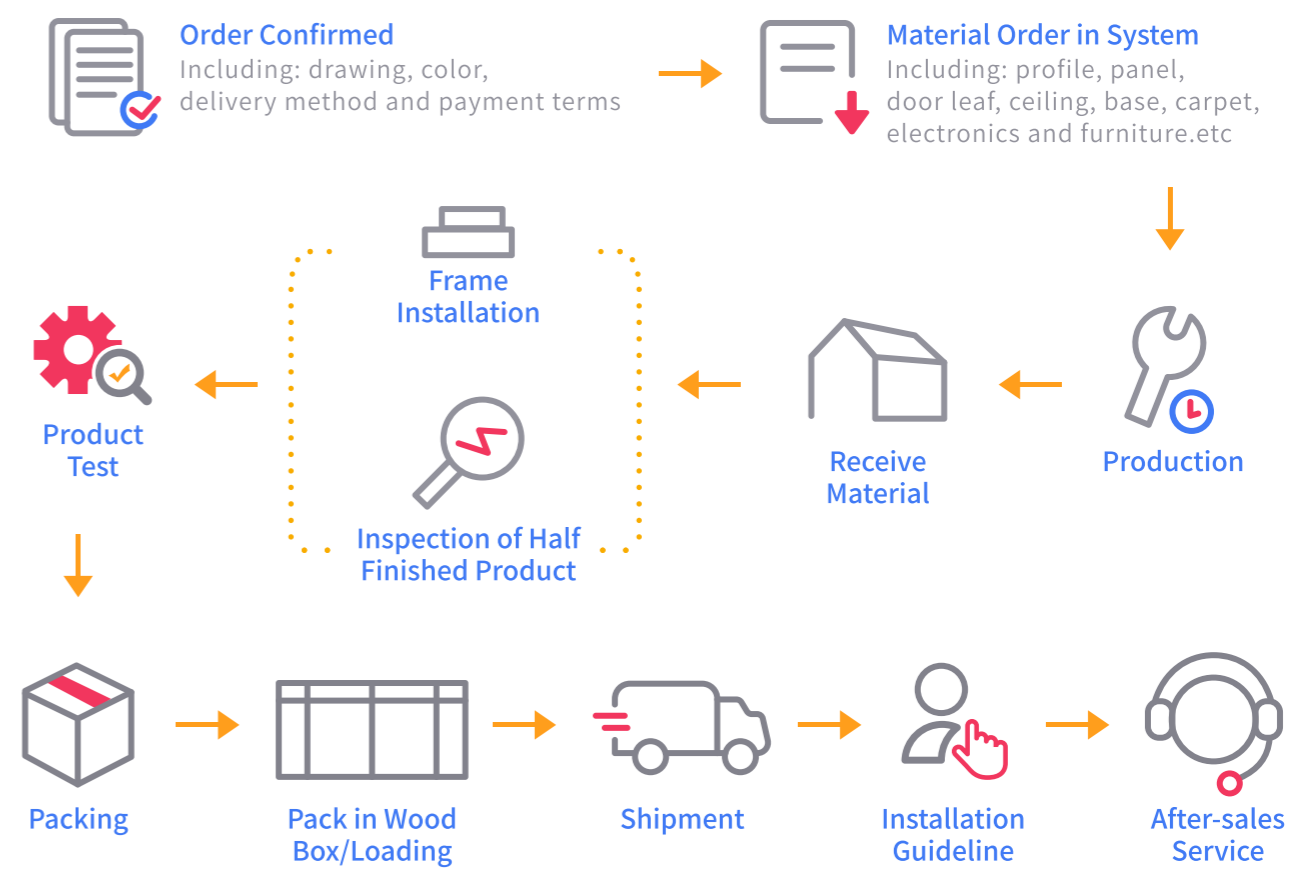 Order Confirmed
Including: drawing, color,
delivery method and payment terms
Material Order in System
Including: profile, panel,
door leaf, ceiling, base, carpet,
electronics and furniture.etc
Production
Receive
Material
Frame
Installation
Inspection of Half
Finished Product
Product
Test
Packing
Pack in Wood
Box/Loading
Shipment
Installation
Guideline
After-sales
Service